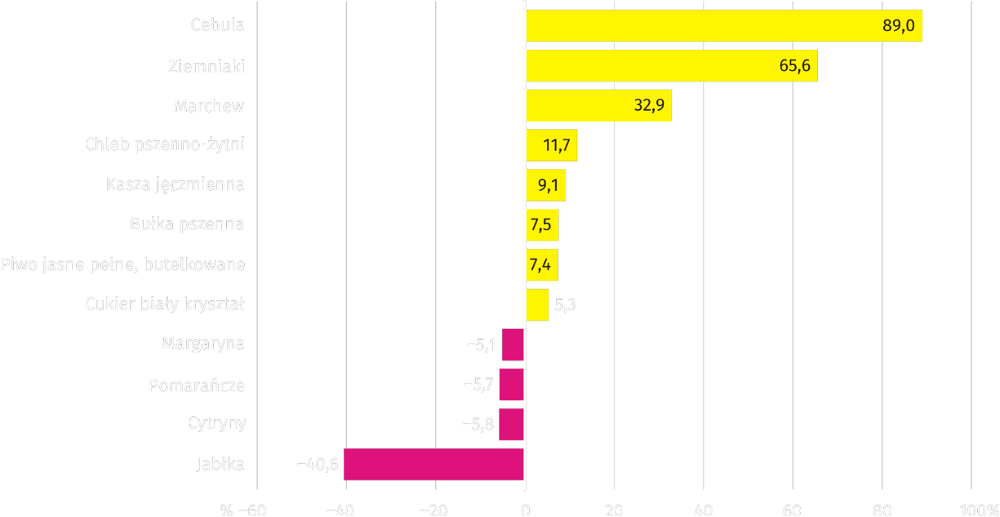 Cebula 89,0
Ziemniaki 65,6
Marchew 32,9
Chleb pszenno-żytni 11,7
Kasza jęczmienna 9,1
Bułka pszenna 7,5
Piwo jasne pełne, butelkowane 7,4
Cukier biały kryształ 5,3
Margaryna −5,1
Pomarańcze −5,7
Cytryny −5,8
Jabłka −40,6
% −60 −40 −20 0 20 40 60 80 100%